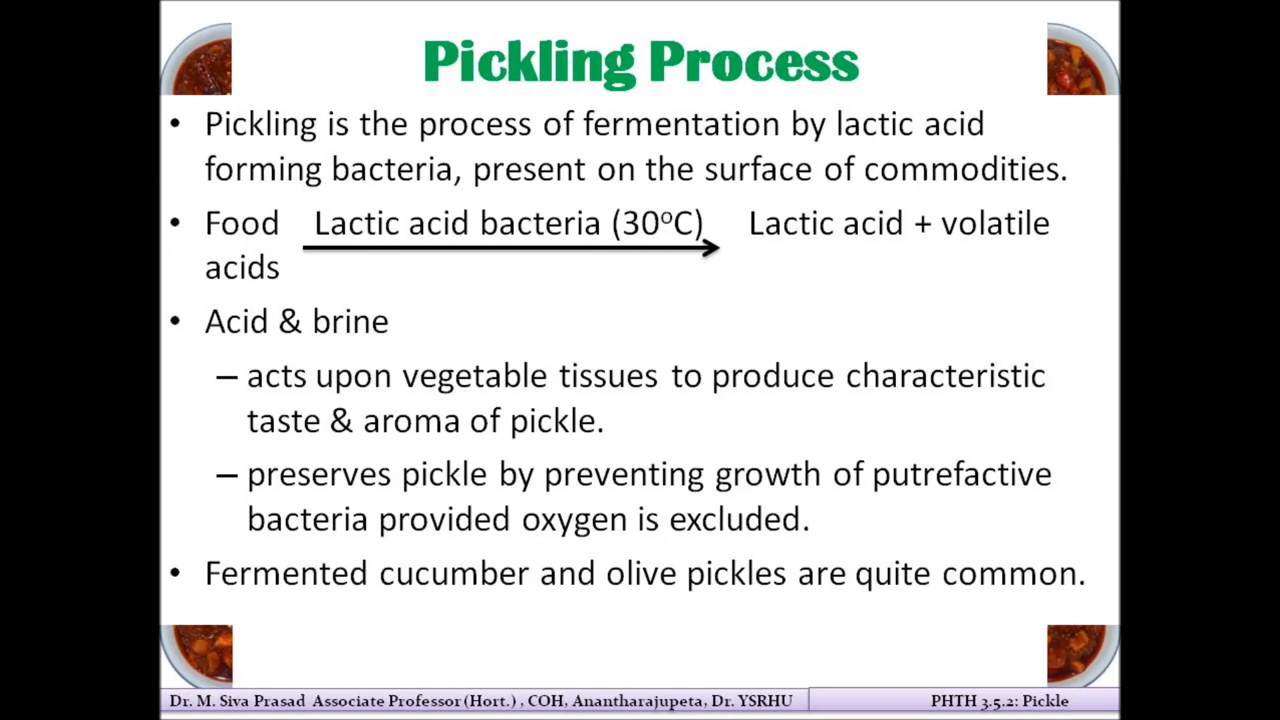 Pickling Process
• Pickling is the process of fermentation by lactic acid
forming bacteria, present on the surface of commodities.
• Food Lactic acid bacteria (30°C) Lactic acid + volatile
acids
• Acid & brine
– acts upon vegetable tissues to produce characteristic
taste & aroma of pickle.
– preserves pickle by preventing growth of putrefactive
bacteria provided oxygen is excluded.
• Fermented cucumber and olive pickles are quite common.
Dr. M. Siva Prasad Associate Professor (Hort.) , COH, Anantharajupeta, Dr. YSRHU PHTH 3.5.2: Pickle